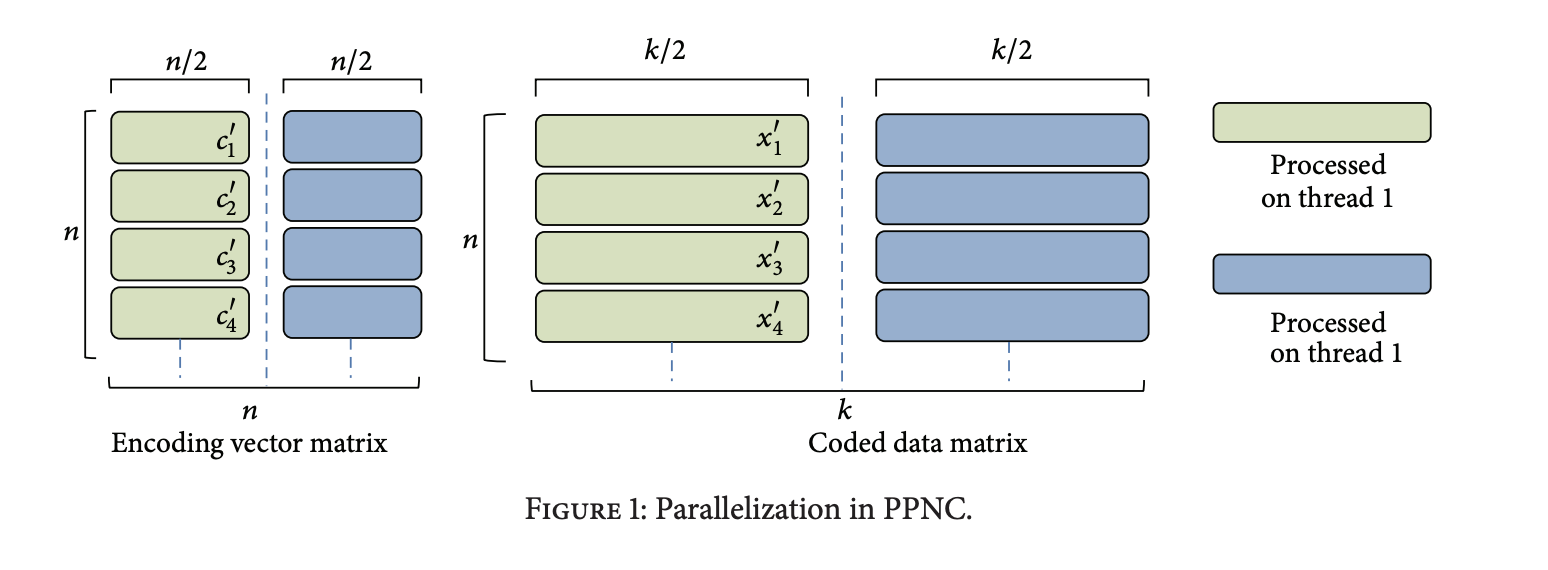 n/2
n/2
k/2
k/2
n
c′1
c′2
c′3
c′4
n
Encoding vector matrix
n
x′1
x′2
x′3
x′4
k
Coded data matrix
Processed
on thread 1
Processed
on thread 1
FIGURE 1: Parallelization in PPNC.